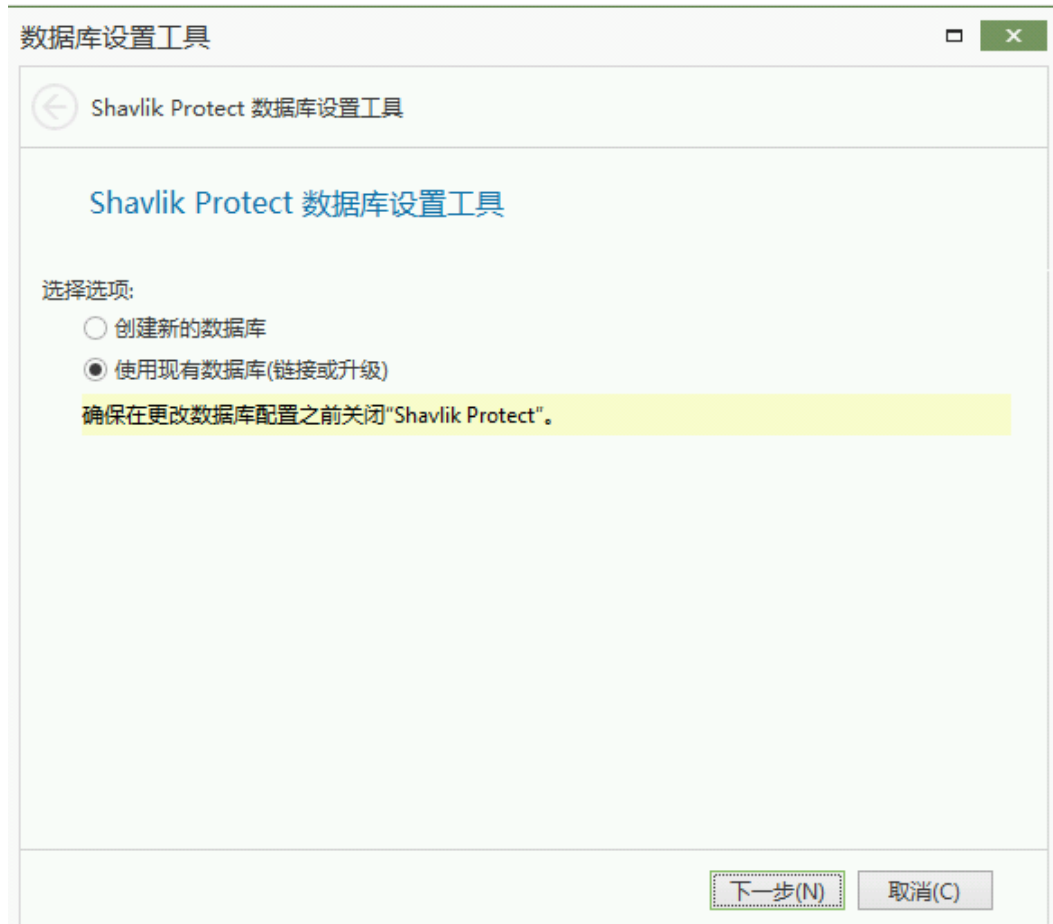 数据库设置工具
Shavlik Protect 数据库设置工具
Shavlik Protect 数据库设置工具
选择选项:
创建新的数据库
使用现有数据库(链接或升级)
确保在更改数据库配置之前关闭"Shavlik Protect"。
下一步(N) 取消(C)